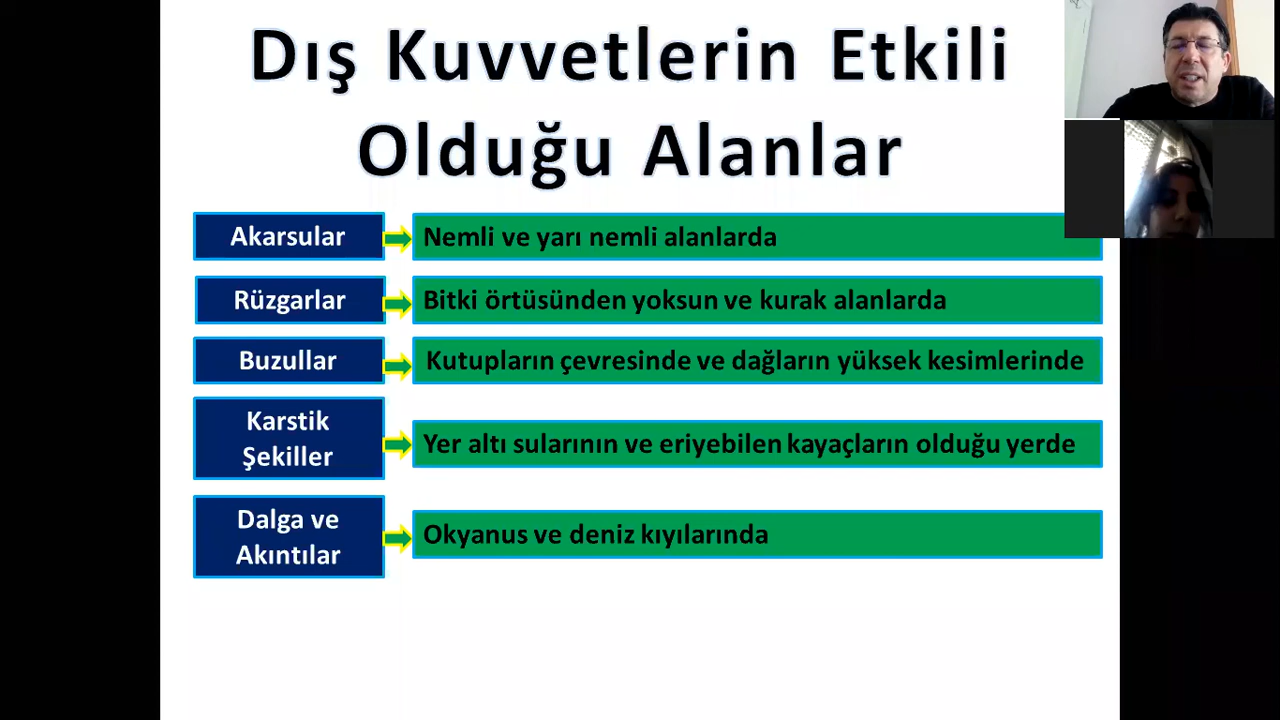 Dış Kuvvetlerin Etkili
Olduğu Alanlar
Akarsular
Nemli ve yarı nemli alanlarda
Rüzgarlar
Bitki örtüsünden yoksun ve kurak alanlarda
Buzullar
Kutupların çevresinde ve dağların yüksek kesimlerinde
Karstik
Şekiller
Yer altı sularının ve eriyebilen kayaçların olduğu yerde
Dalga ve
Akıntılar
Okyanus ve deniz kıyılarında